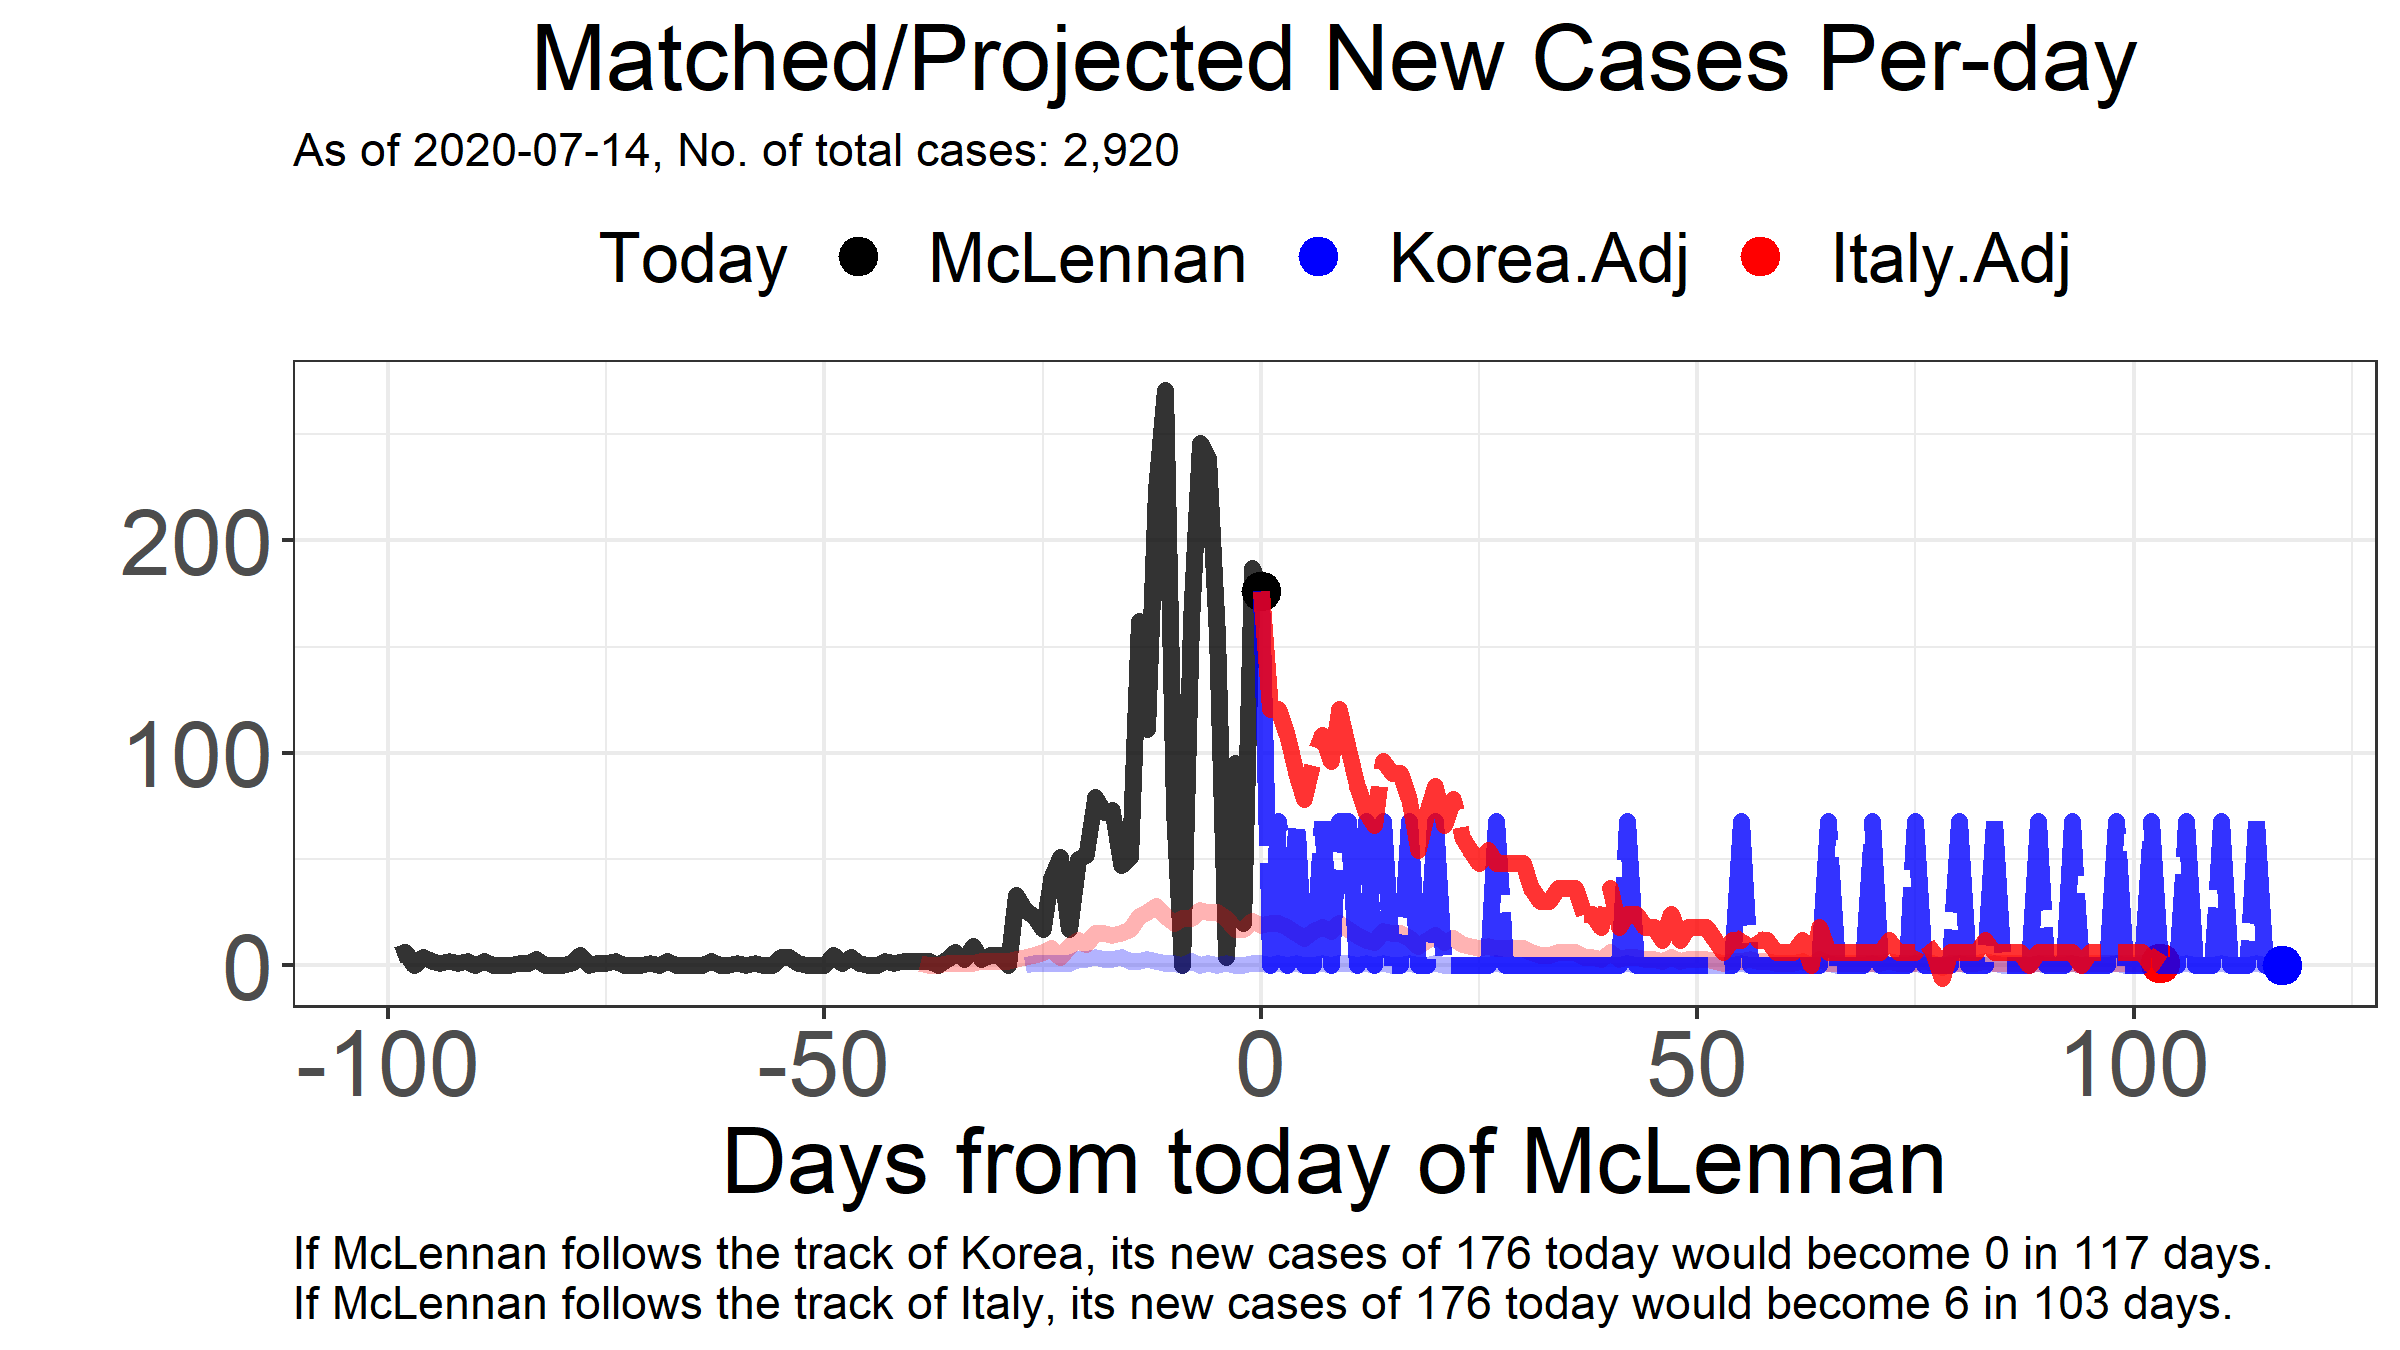 Matched/Projected New Cases Per-day
As of 2020-07-14, No. of total cases: 2,920
Today McLennan Korea.Adj Italy.Adj
200
100
0
-100 -50 0 50 100
Days from today of McLennan
If McLennan follows the track of Korea, its new cases of 176 today would become 0 in 117 days.
If McLennan follows the track of Italy, its new cases of 176 today would become 6 in 103 days.